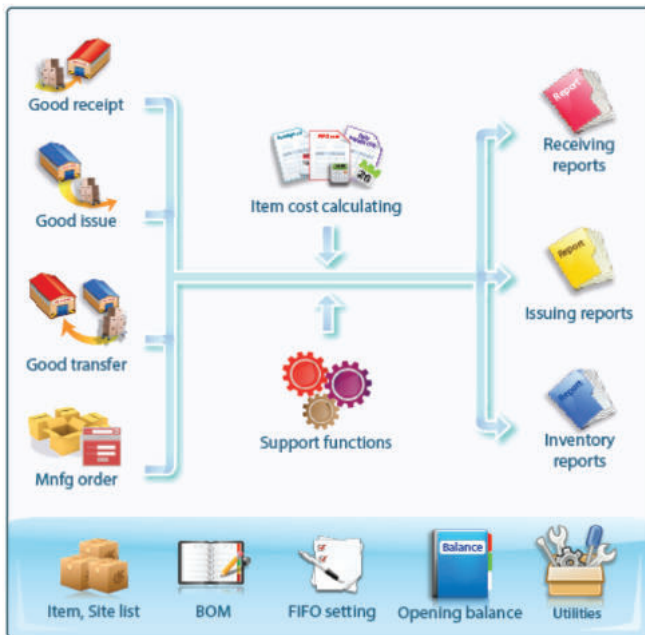 Good receipt
Good issue
Good transfer
Mnfg order
Item cost calculating
Support functions
Report
Receiving
reports
Report
Issuing reports
Report
Inventory
reports
Item, Site list
BOM
FIFO setting
Balance
Opening balance
Utilities